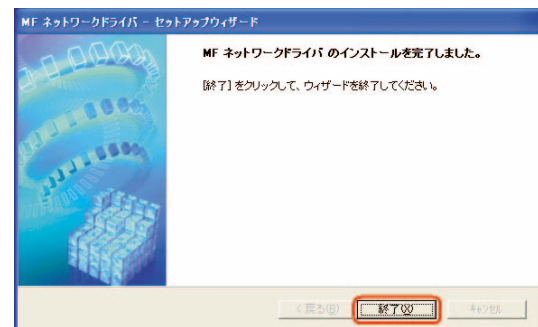 MF ネットワークドライバ - セットアップウィザード
MF ネットワークドライバ のインストールを完了しました。
[終了] をクリックして、ウィザードを終了してください。
< 戻る(B)
終了(X)
キャンセル